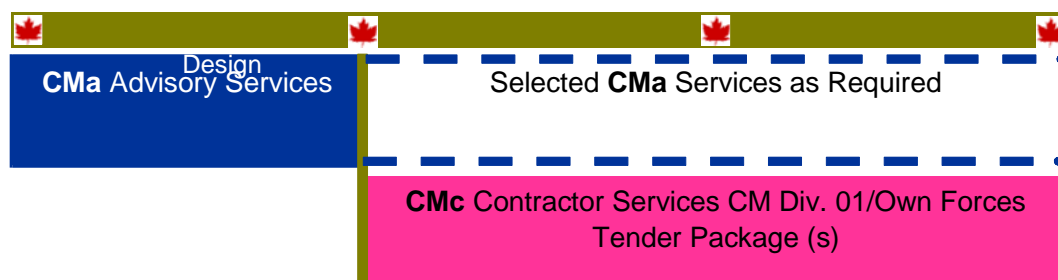 Design
CMa Advisory Services
Selected CMa Services as Required
CMc Contractor Services CM Div. 01/Own Forces
Tender Package (s)